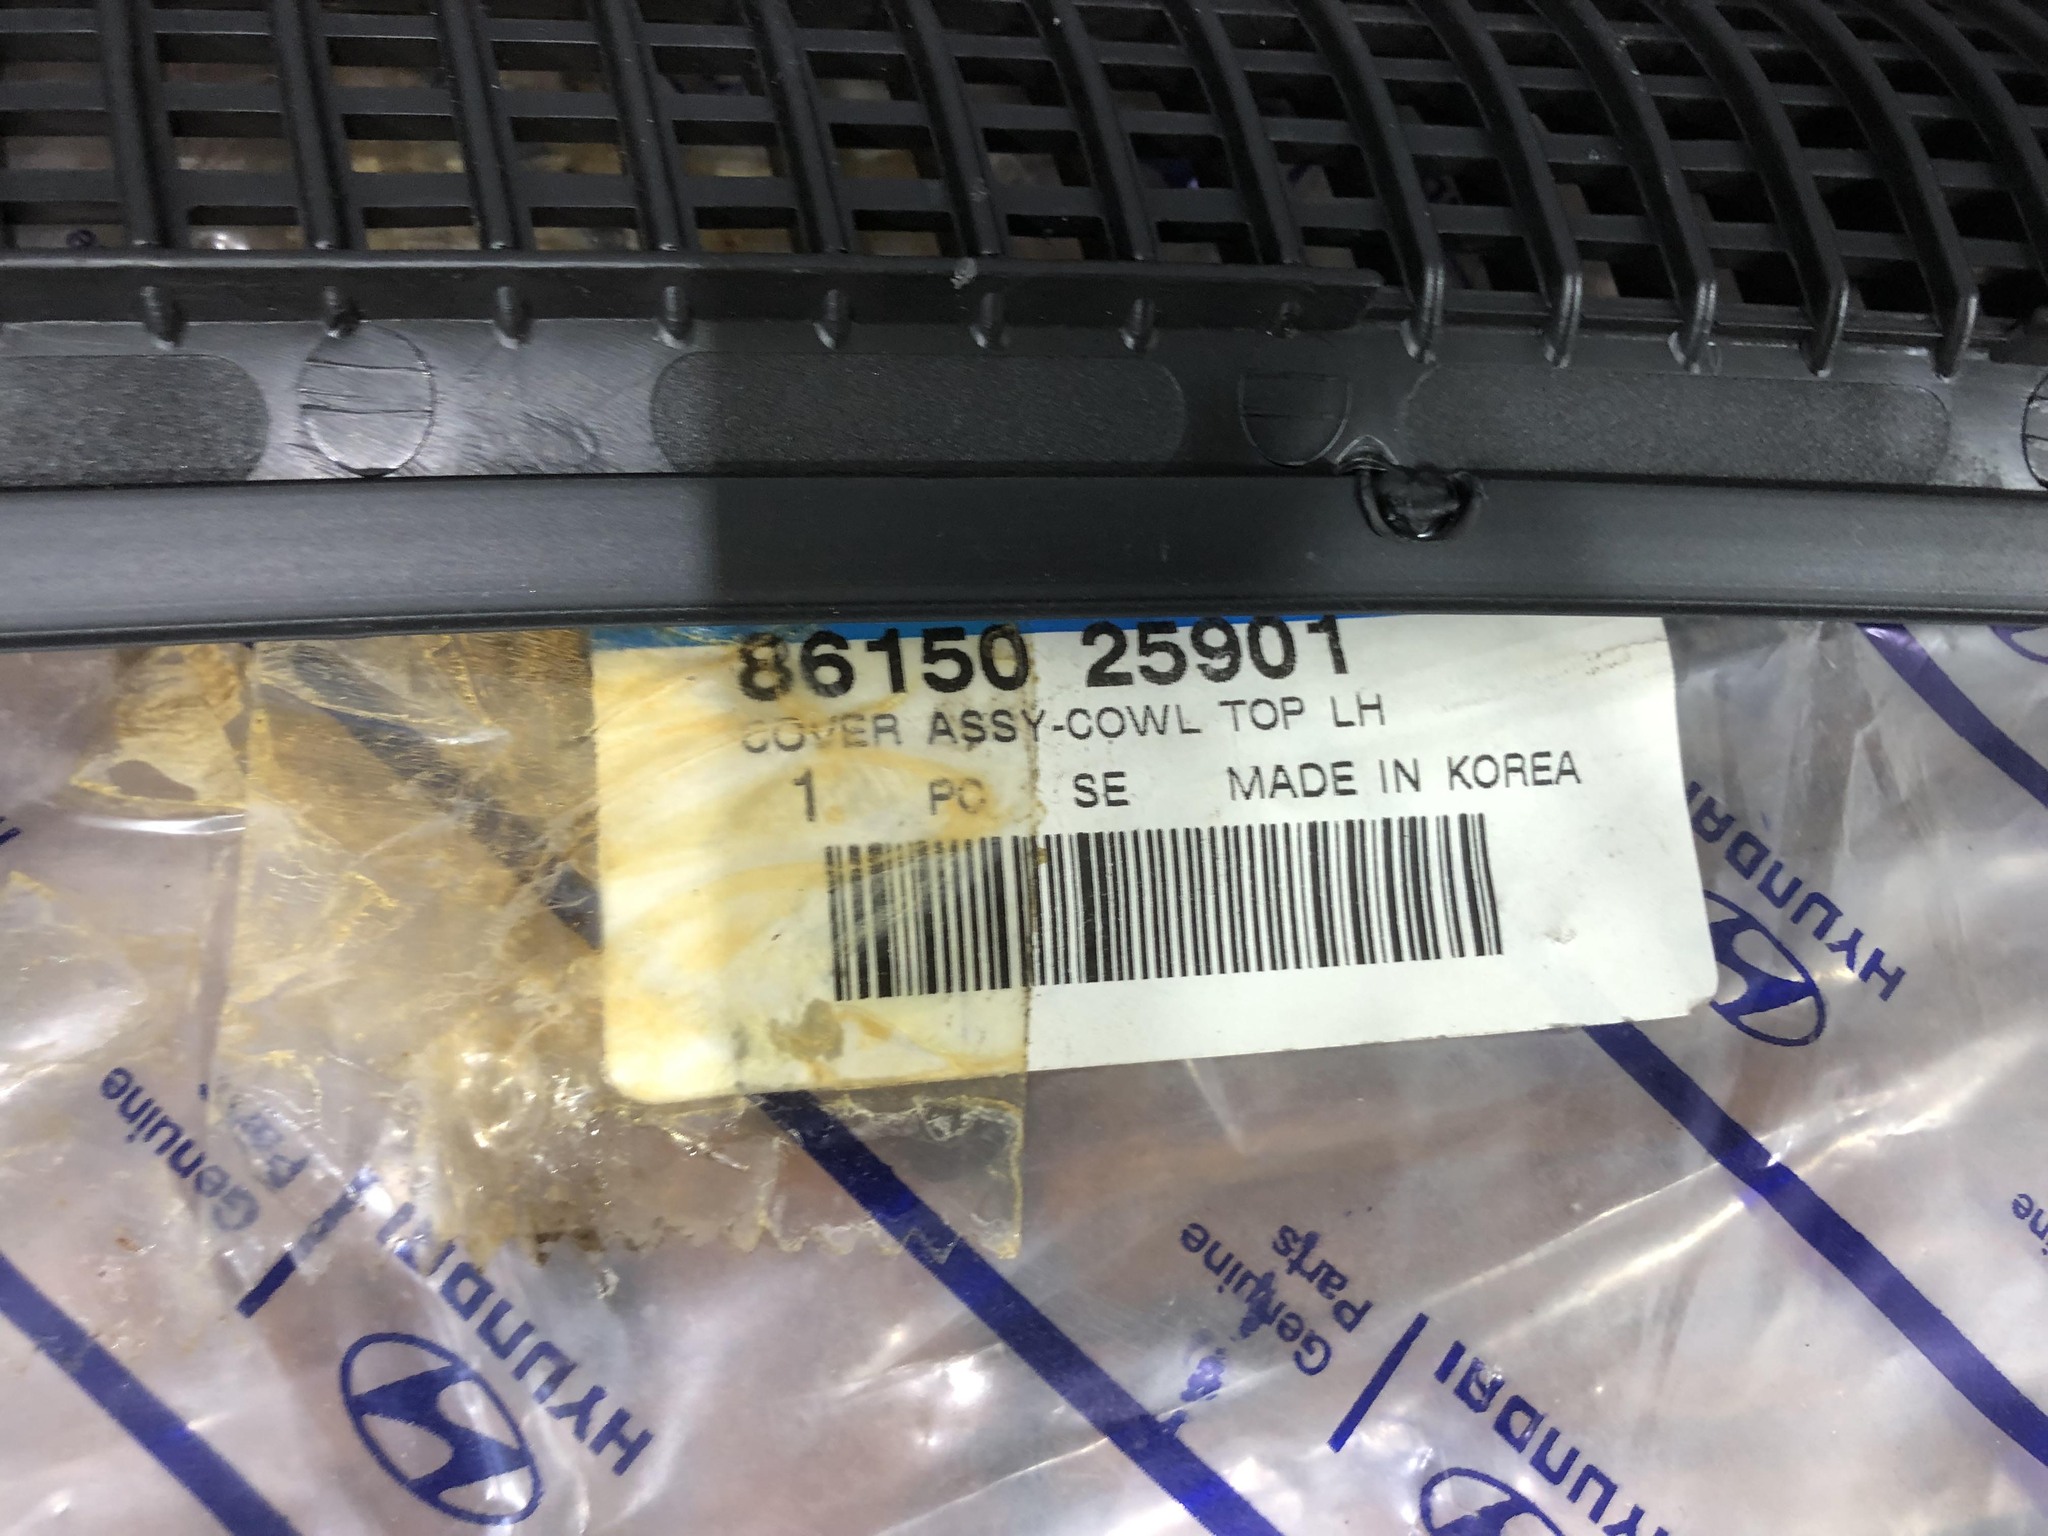 86150 25901
COVER ASSY-COWL TOP LH
1 PC SE MADE IN KOREA
HYUNDAI
Genuine
Parts
HYUNDAI
Genuine
Parts
HYUNDAI